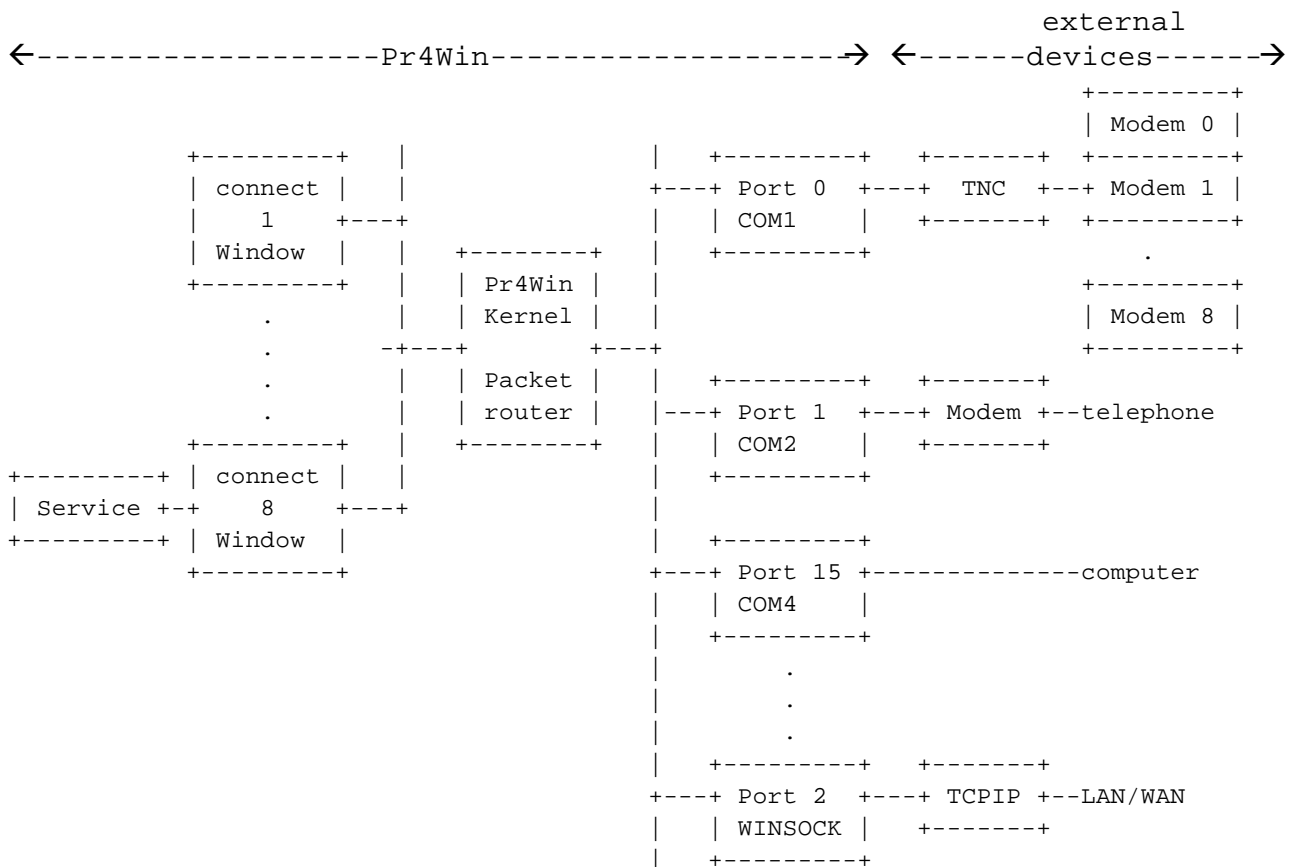 external
←-------------------Pr4Win--------------------→ ←------devices------→
+---------+
| Modem 0 |
+---------+ | | +---------+ +-------+ +---------+
| connect | | +---+ Port 0 +---+ TNC +--+ Modem 1 |
| 1 +---+ | | COM1 | +-------+ +---------+
| Window | | +--------+ | +---------+ .
+---------+ | | Pr4Win | | +---------+
. | | Kernel | | | Modem 8 |
. -+---+ +---+ +---------+
. | | Packet | | +---------+ +-------+
. | | router | |---+ Port 1 +---+ Modem +--telephone
+---------+ | +--------+ | | COM2 | +-------+
+---------+ | connect | | | +---------+
| Service +-+ 8 +---+ |
+---------+ | Window | | +---------+
+---------+ +---+ Port 15 +--------------computer
| | COM4 |
| +---------+
| .
| .
| .
| +---------+ +-------+
+---+ Port 2 +---+ TCPIP +--LAN/WAN
| | WINSOCK | +-------+
| +---------+